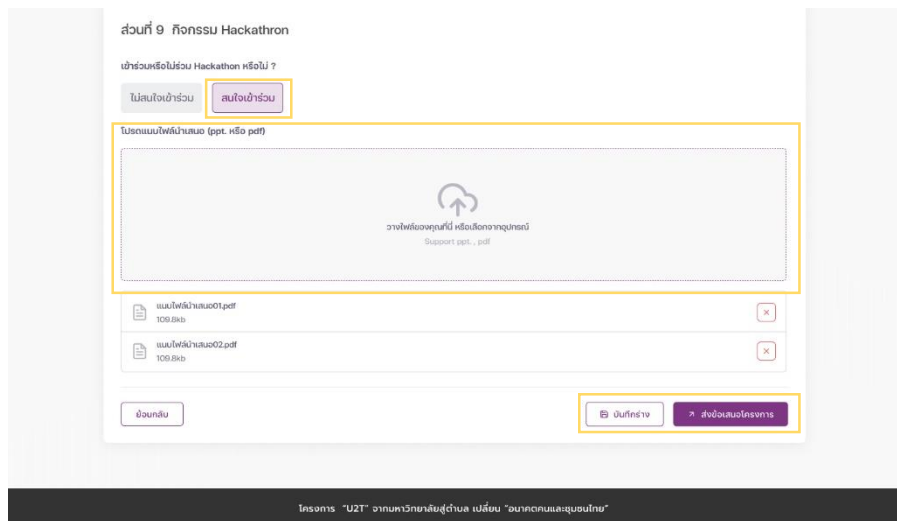 ส่วนที่ 9 กิจกรรม Hackathron
เข้าร่วมหรือไม่ร่วม Hackathon หรือไม่ ?
ไม่สนใจเข้าร่วม สนใจเข้าร่วม
โปรดแนบไฟล์นำเสนอ (ppt. หรือ pdf)
วางไฟล์ของคุณที่นี่ หรือเลือกจากอุปกรณ์
Support ppt. , pdf
แนบไฟล์นำเสนอ01.pdf
109.8kb
แนบไฟล์นำเสนอ02.pdf
109.8kb
ย้อนกลับ บันทึกร่าง ส่งข้อเสนอโครงการ
โครงการ "U2T" จากมหาวิทยาลัยสู่ตำบล เปลี่ยน "อนาคตคนและชุมชนไทย"